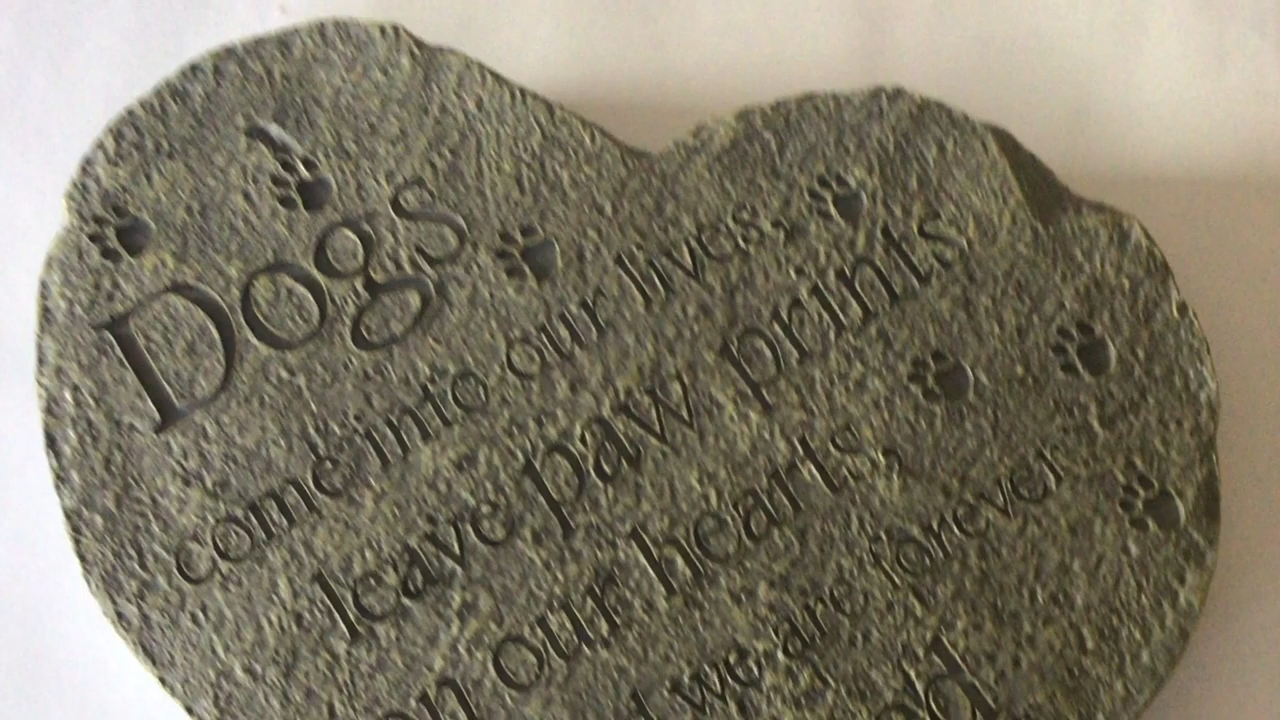 Dogs
come into our lives,
leave paw prints
on our hearts,
we are forever